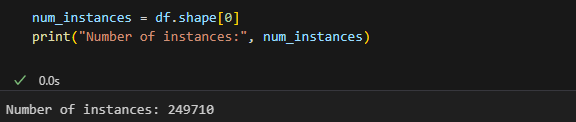 num_instances = df.shape[0]
print("Number of instances:", num_instances)
0.0s
Number of instances: 249710